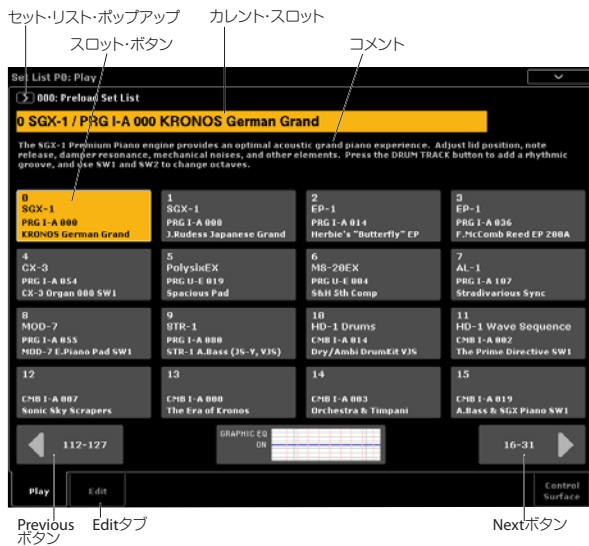 セット・リスト・ポップアップ
カレント・スロット
スロット・ボタン
コメント
Set List P0: Play
000: Preload Set List
0 SGX-1 / PRG I-A 000 KRONOS German Grand
The SGX-1 Premium Piano engine provides an optimal acoustic grand piano experience. Adjust lid position, note
release, damper resonance, mechanical noises, and other elements. Press the DRUM TRACK button to add a rhythmic
groove, and use SW1 and SW2 to change octaves.
0
SGX-1
PRG I-A 000
KRONOS German Grand
1
SGX-1
PRG I-A 000
J.Rudess Japanese Grand
2
EP-1
PRG I-A 014
Herbie's "Butterfly" EP
3
EP-1
PRG I-A 036
F.McComb Reed EP 200A
4
CX-3
PRG I-A 054
CX-3 Organ 000 SW1
5
PolysixEX
PRG U-E 019
Spacious Pad
6
MS-20EX
PRG U-E 004
S&H 5th Comp
7
AL-1
PRG I-A 107
Stradivarious Sync
8
MOD-7
PRG I-A 055
MOD-7 E.Piano Pad SW1
9
STR-1
PRG I-A 080
STR-1 A.Bass (JS-Y, VJS)
10
HD-1 Drums
CMB I-A 014
Dry/Ambi DrumKit VJS
11
HD-1 Wave Sequence
CMB I-A 002
The Prime Directive SW1
12
CMB I-A 007
Sonic Sky Scrapers
13
CMB I-A 000
The Era of Kronos
14
CMB I-A 003
Orchestra & Timpani
15
CMB I-A 019
A.Bass & SGX Piano SW1
112-127
GRAPHIC EQ
ON
16-31
Play
Edit
Control
Surface
Previous
ボタン
Editタブ
Nextボタン